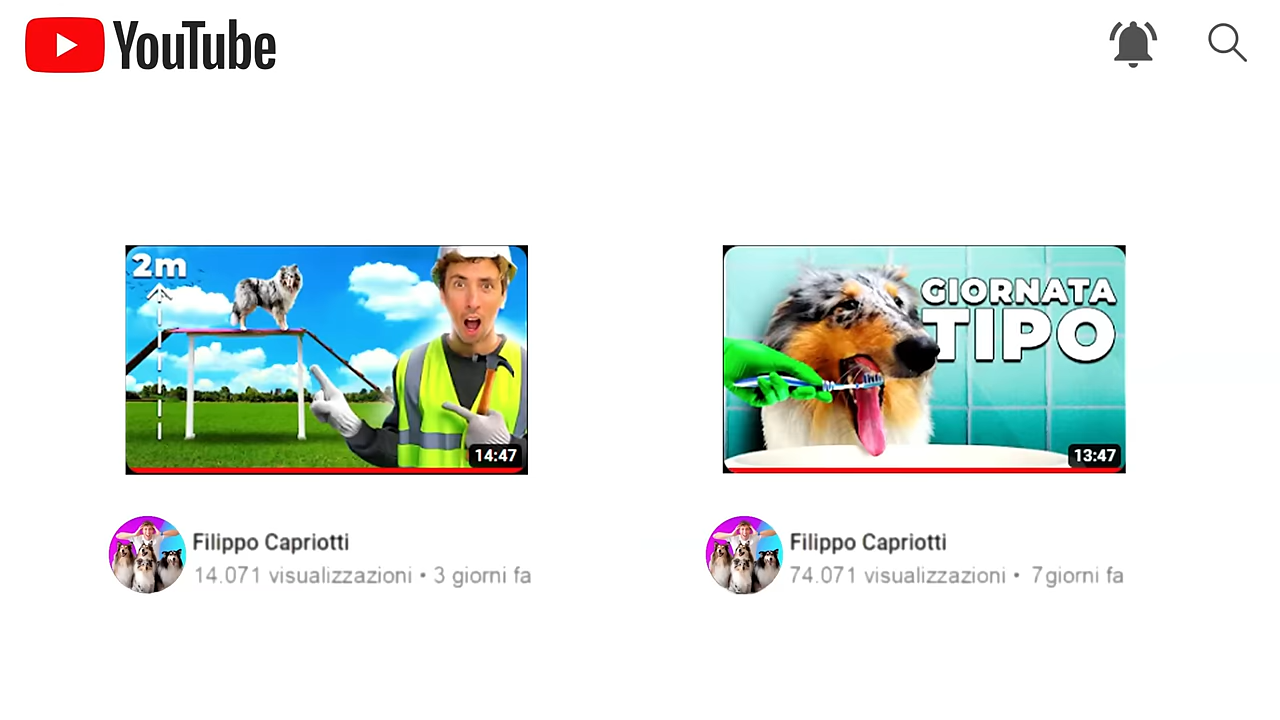 YouTube
2m
14:47
GIORNATA
TIPO
13:47
Filippo Capriotti
14.071 visualizzazioni • 3 giorni fa
Filippo Capriotti
74.071 visualizzazioni • 7giorni fa